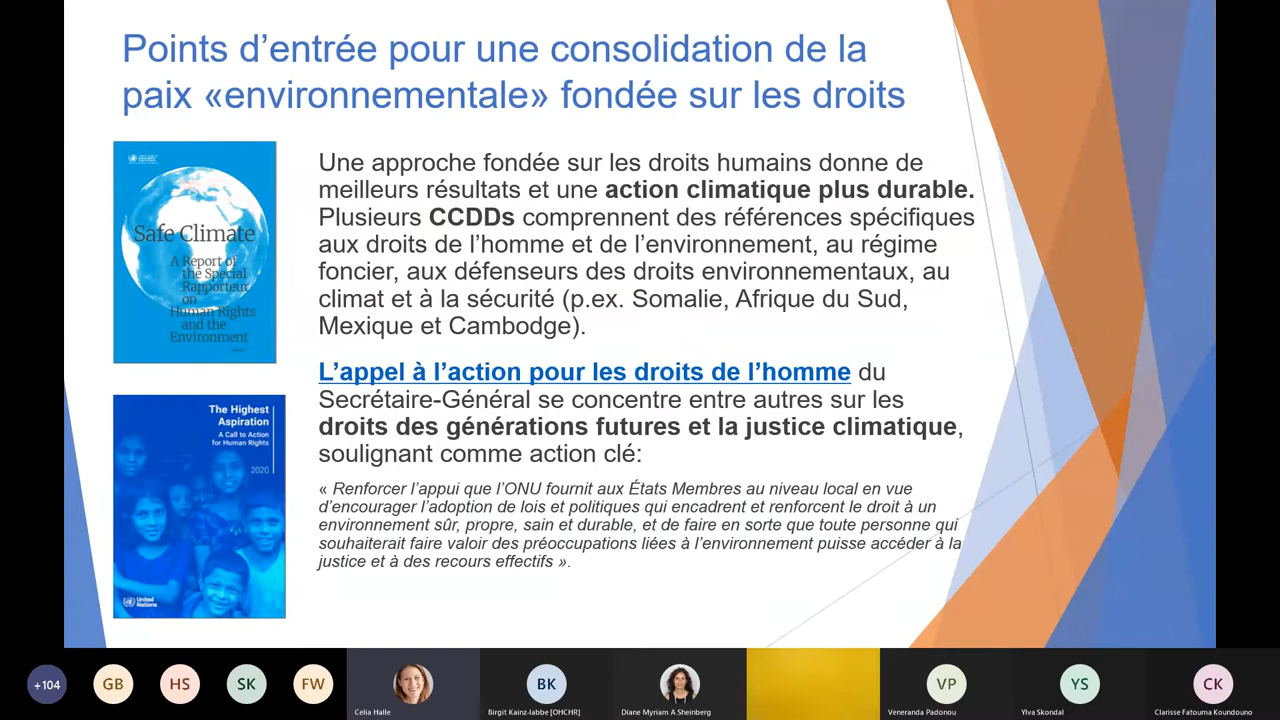 Points d’entrée pour une consolidation de la
paix «environnementale» fondée sur les droits
Safe Climate
A Report of
the Special
Rapporteur
on
Human Rights
and the
Environment
Une approche fondée sur les droits humains donne de
meilleurs résultats et une action climatique plus durable.
Plusieurs CCDDs comprennent des références spécifiques
aux droits de l’homme et de l’environnement, au régime
foncier, aux défenseurs des droits environnementaux, au
climat et à la sécurité (p.ex. Somalie, Afrique du Sud,
Mexique et Cambodge).
The Highest
Aspiration
A Call to Action
for Human Rights
2020
United
Nations
L’appel à l’action pour les droits de l’homme du
Secrétaire-Général se concentre entre autres sur les
droits des générations futures et la justice climatique,
soulignant comme action clé:
« Renforcer l’appui que l’ONU fournit aux États Membres au niveau local en vue
d’encourager l’adoption de lois et politiques qui encadrent et renforcent le droit à un
environnement sûr, propre, sain et durable, et de faire en sorte que toute personne qui
souhaiterait faire valoir des préoccupations liées à l’environnement puisse accéder à la
justice et à des recours effectifs ».
+104
GB
HS
SK
FW
Celia Halle
BK
Birgit Kainz-labbe [OHCHR]
Diane Myriam A Sheinberg
VP
Veneranda Padonou
YS
Ylva Skondal
CK
Clarisse Fatouma Koundouno